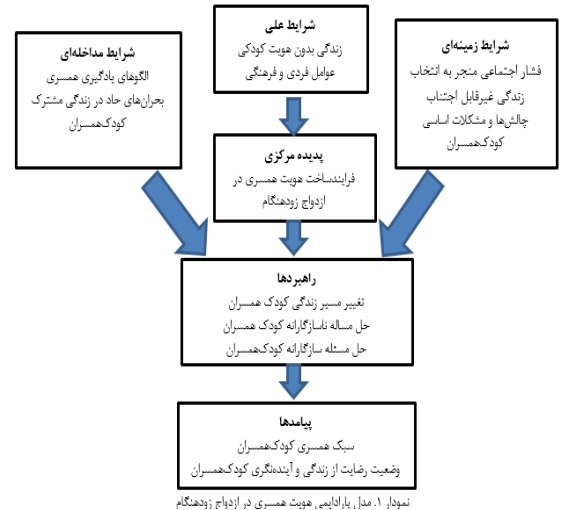 شرایط زمینه‌ای
فشار اجتماعی منجر به انتخاب
زندگی غیرقابل اجتناب
چالش‌ها و مشکلات اساسی
کودک‌همسران
شرایط علی
زندگی بدون هویت کودکی
عوامل فردی و فرهنگی
شرایط مداخله‌ای
الگوهای یادگیری همسری
بحران‌های حاد در زندگی مشترک
کودک‌همسران
پدیده مرکزی
فرایندساخت هویت همسری در
ازدواج زودهنگام
راهبردها
تغییر مسیر زندگی کودک همسران
حل مساله ناسازگارانه کودک همسران
حل مسئله سازگارانه کودک‌همسران
پیامدها
سبک همسری کودک‌همسران
وضعیت رضایت از زندگی و آینده‌نگری کودک‌همسران
نمودار ۱. مدل پارادایمی هویت همسری در ازدواج زودهنگام